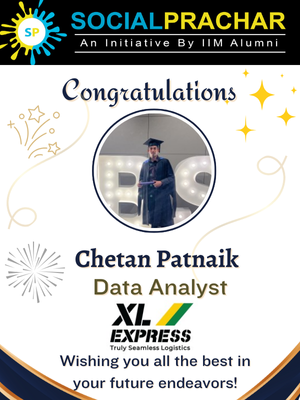 SP
SOCIALPRACHAR
An Initiative By IIM Alumni
Congratulations
BS
Chetan Patnaik
Data Analyst
XL
EXPRESS
Truly Seamless Logistics
Wishing you all the best in
your future endeavors!